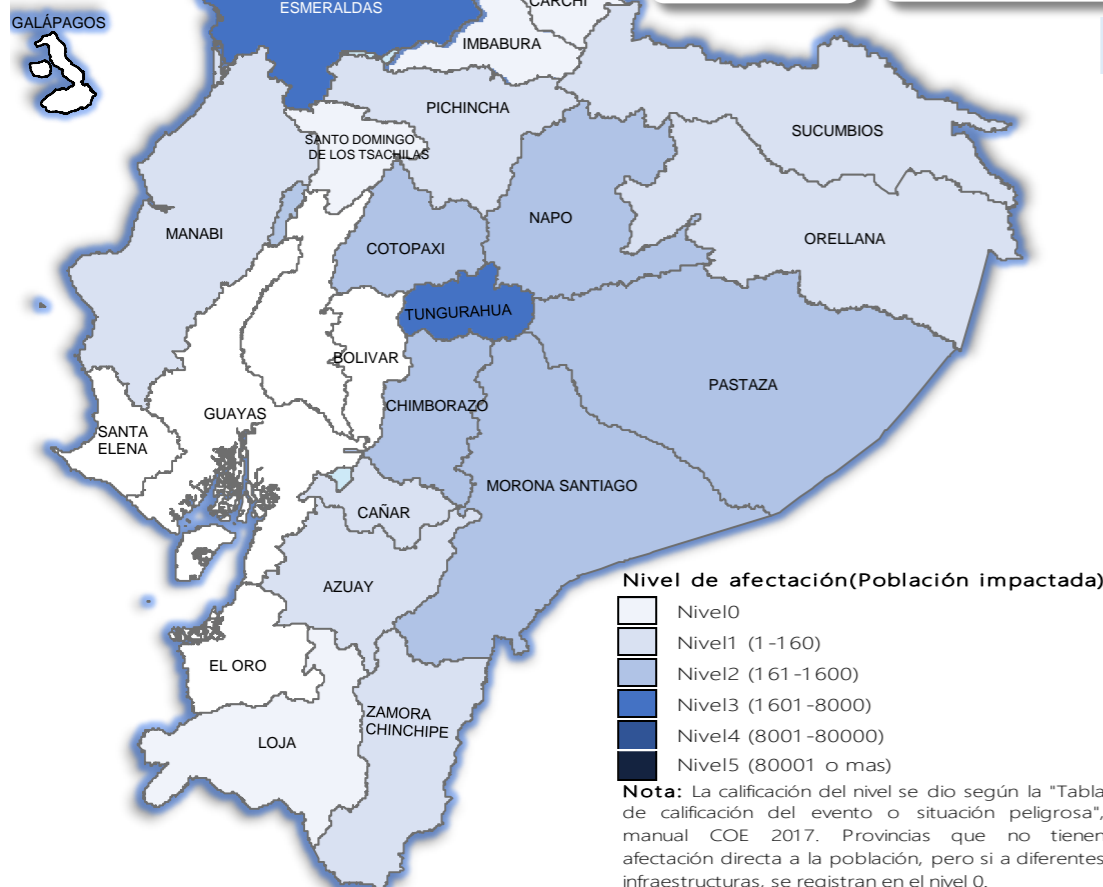 ESMERALDAS
CARCHI
GALÁPAGOS
IMBABURA
PICHINCHA
SUCUMBIOS
SANTO DOMINGO
DE LOS TSACHILAS
NAPO
MANABI
ORELLANA
COTOPAXI
TUNGURAHUA
BOLIVAR
PASTAZA
CHIMBORAZO
GUAYAS
SANTA
ELENA
MORONA SANTIAGO
CAÑAR
AZUAY
EL ORO
ZAMORA
CHINCHIPE
LOJA
Nivel de afectación(Población impactada)
Nivel0
Nivel1 (1-160)
Nivel2 (161-1600)
Nivel3 (1601-8000)
Nivel4 (8001-80000)
Nivel5 (80001 o mas)
Nota: La calificación del nivel se dio según la "Tabla
de calificación del evento o situación peligrosa",
manual COE 2017. Provincias que no tienen
afectación directa a la población, pero si a diferentes
infraestructuras, se registran en el nivel 0.